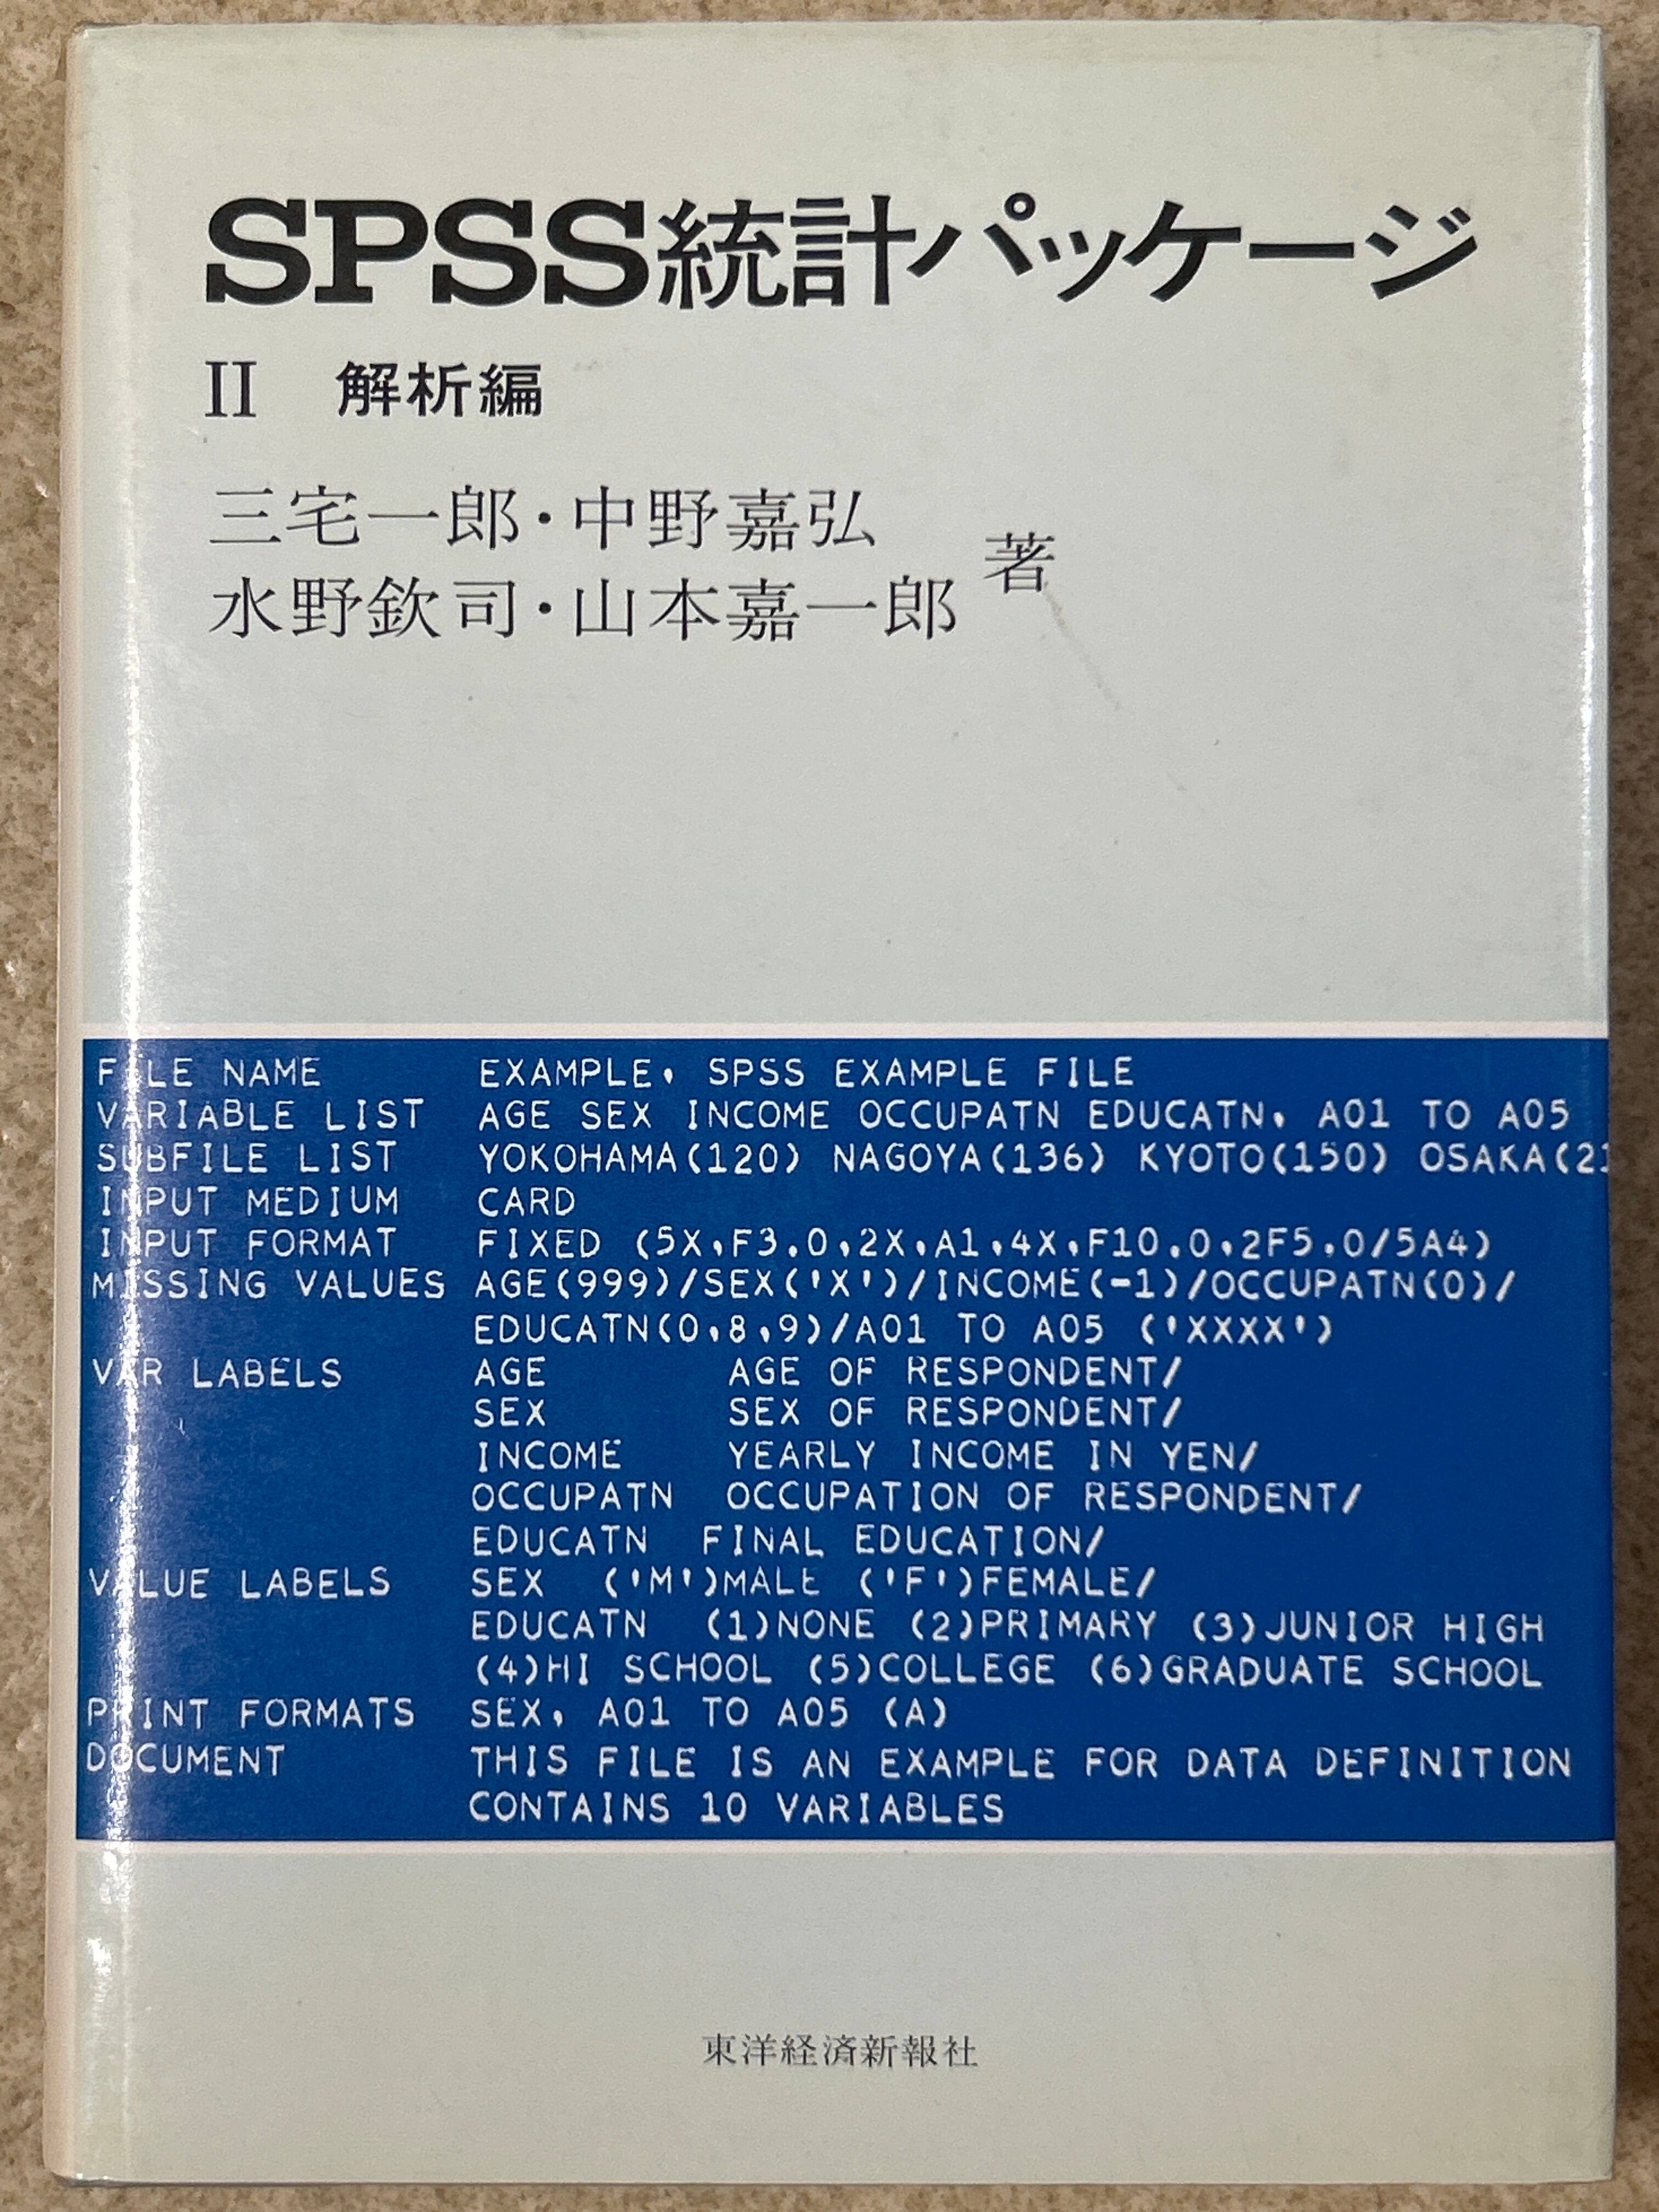 SPSS統計パッケージ
II 解析編
三宅一郎・中野嘉弘
水野欽司・山本嘉一郎 著
FILE NAME EXAMPLE, SPSS EXAMPLE FILE
VARIABLE LIST AGE SEX INCOME OCCUPATN EDUCATN, A01 TO A05
SUBFILE LIST YOKOHAMA(120) NAGOYA(136) KYOTO(150) OSAKA(21
INPUT MEDIUM CARD
INPUT FORMAT FIXED (5X,F3.0,2X,A1,4X,F10.0,2F5.0/5A4)
MISSING VALUES AGE(999)/SEX('X')/INCOME(-1)/OCCUPATN(0)/
EDUCATN(0,8,9)/A01 TO A05 ('XXXX')
VAR LABELS AGE AGE OF RESPONDENT/
SEX SEX OF RESPONDENT/
INCOME YEARLY INCOME IN YEN/
OCCUPATN OCCUPATION OF RESPONDENT/
EDUCATN FINAL EDUCATION/
VALUE LABELS SEX ('M')MALE ('F')FEMALE/
EDUCATN (1)NONE (2)PRIMARY (3)JUNIOR HIGH
(4)HI SCHOOL (5)COLLEGE (6)GRADUATE SCHOOL
PRINT FORMATS SEX, A01 TO A05 (A)
DOCUMENT THIS FILE IS AN EXAMPLE FOR DATA DEFINITION
CONTAINS 10 VARIABLES
東洋経済新報社